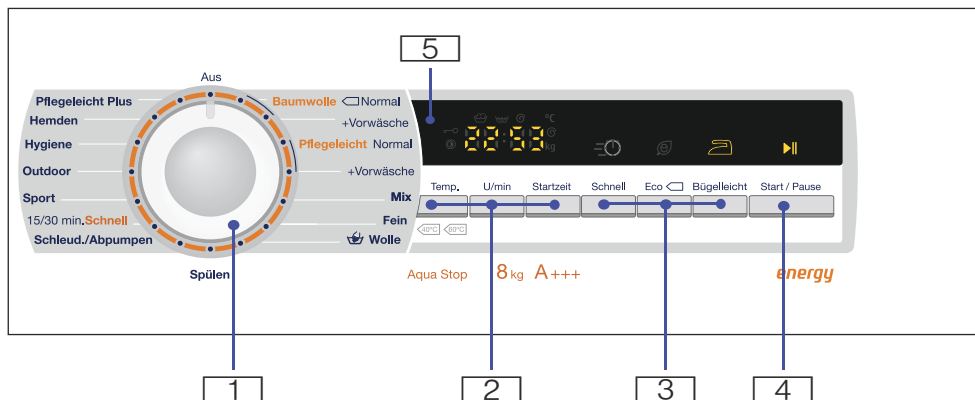 5
Aus
Pflegeleicht Plus
Hemden
Hygiene
Outdoor
Sport
15/30 min.Schnell
Schleud./Abpumpen
Spülen
Baumwolle Normal
+Vorwäsche
Pflegeleicht Normal
+Vorwäsche
Mix
Fein
Wolle
°C
22:53
kg
Temp. U/min Startzeit Schnell Eco Bügelleicht Start / Pause
40°C 60°C
Aqua Stop 8 kg A+++ energy
1 2 3 4